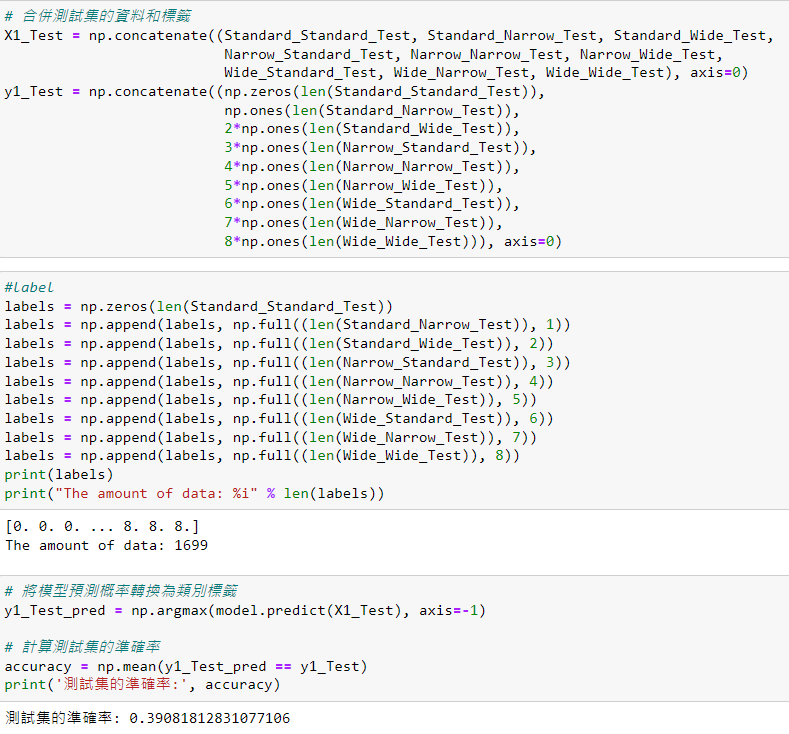 # 合併測試集的資料和標籤
X1_Test = np.concatenate((Standard_Standard_Test, Standard_Narrow_Test, Standard_Wide_Test,
                          Narrow_Standard_Test, Narrow_Narrow_Test, Narrow_Wide_Test,
                          Wide_Standard_Test, Wide_Narrow_Test, Wide_Wide_Test), axis=0)
y1_Test = np.concatenate((np.zeros(len(Standard_Standard_Test)),
                          np.ones(len(Standard_Narrow_Test)),
                          2*np.ones(len(Standard_Wide_Test)),
                          3*np.ones(len(Narrow_Standard_Test)),
                          4*np.ones(len(Narrow_Narrow_Test)),
                          5*np.ones(len(Narrow_Wide_Test)),
                          6*np.ones(len(Wide_Standard_Test)),
                          7*np.ones(len(Wide_Narrow_Test)),
                          8*np.ones(len(Wide_Wide_Test))), axis=0)
#label
labels = np.zeros(len(Standard_Standard_Test))
labels = np.append(labels, np.full((len(Standard_Narrow_Test)), 1))
labels = np.append(labels, np.full((len(Standard_Wide_Test)), 2))
labels = np.append(labels, np.full((len(Narrow_Standard_Test)), 3))
labels = np.append(labels, np.full((len(Narrow_Narrow_Test)), 4))
labels = np.append(labels, np.full((len(Narrow_Wide_Test)), 5))
labels = np.append(labels, np.full((len(Wide_Standard_Test)), 6))
labels = np.append(labels, np.full((len(Wide_Narrow_Test)), 7))
labels = np.append(labels, np.full((len(Wide_Wide_Test)), 8))
print(labels)
print("The amount of data: %i" % len(labels))
[0. 0. 0. ... 8. 8. 8.]
The amount of data: 1699
# 將模型預測概率轉換為類別標籤
y1_Test_pred = np.argmax(model.predict(X1_Test), axis=-1)
# 計算測試集的準確率
accuracy = np.mean(y1_Test_pred == y1_Test)
print('測試集的準確率:', accuracy)
測試集的準確率: 0.39081812831077106